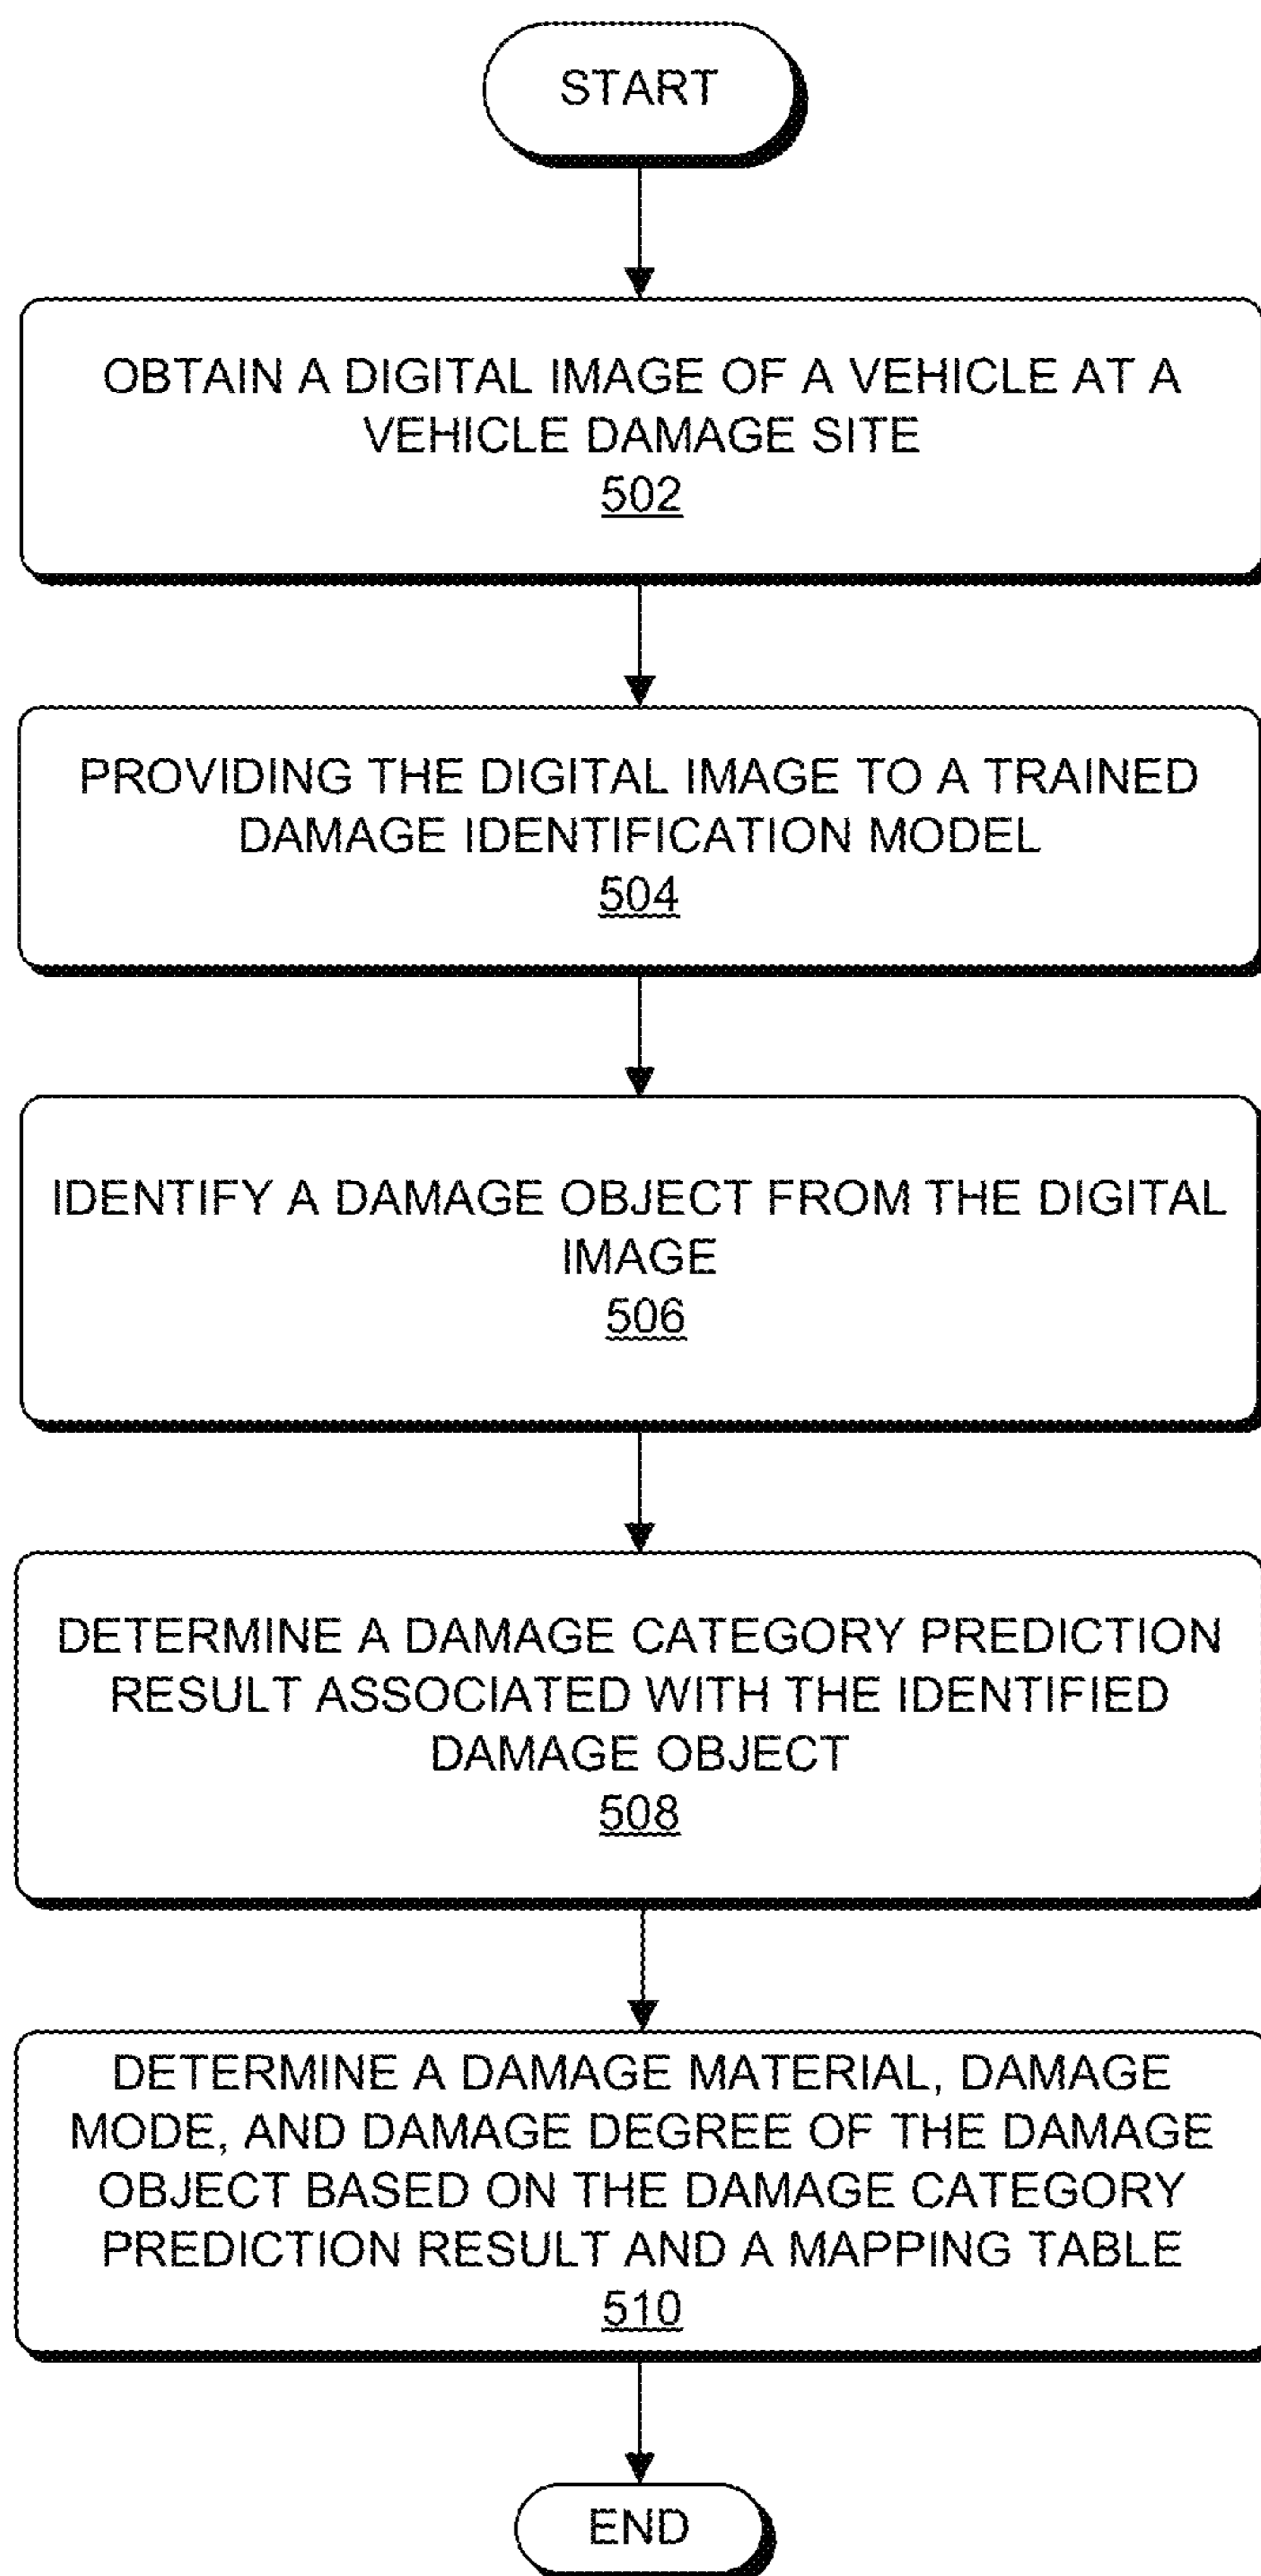 START
OBTAIN A DIGITAL IMAGE OF A VEHICLE AT A
VEHICLE DAMAGE SITE
502
PROVIDING THE DIGITAL IMAGE TO A TRAINED
DAMAGE IDENTIFICATION MODEL
504
IDENTIFY A DAMAGE OBJECT FROM THE DIGITAL
IMAGE
506
DETERMINE A DAMAGE CATEGORY PREDICTION
RESULT ASSOCIATED WITH THE IDENTIFIED
DAMAGE OBJECT
508
DETERMINE A DAMAGE MATERIAL, DAMAGE
MODE, AND DAMAGE DEGREE OF THE DAMAGE
OBJECT BASED ON THE DAMAGE CATEGORY
PREDICTION RESULT AND A MAPPING TABLE
510
END